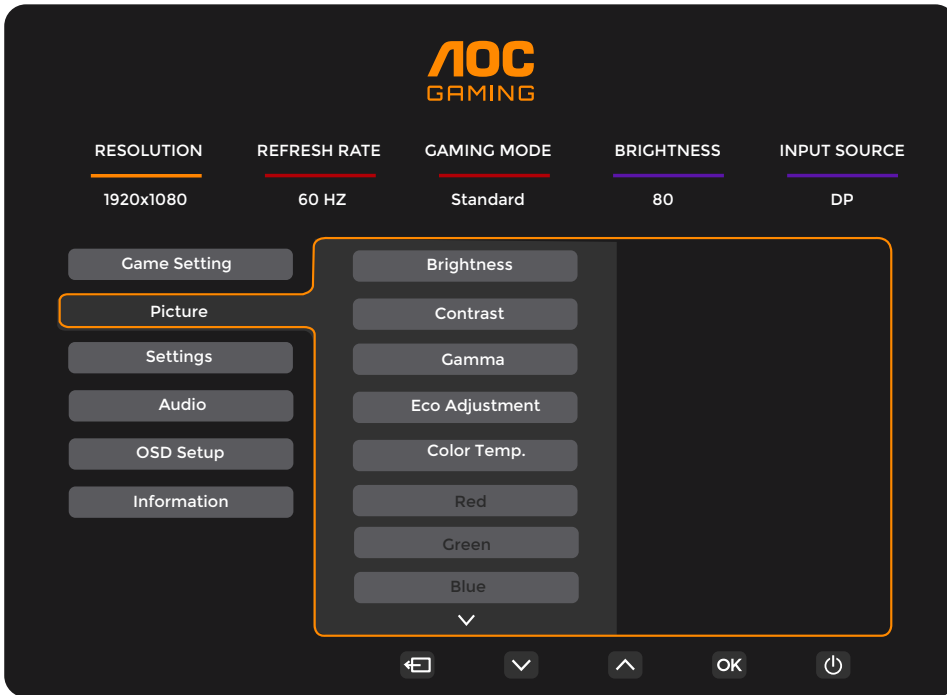 AOC
GAMING
RESOLUTION REFRESH RATE GAMING MODE BRIGHTNESS INPUT SOURCE
1920x1080 60 HZ Standard 80 DP
Game Setting
Picture
Settings
Audio
OSD Setup
Information
Brightness
Contrast
Gamma
Eco Adjustment
Color Temp.
Red
Green
Blue
OK